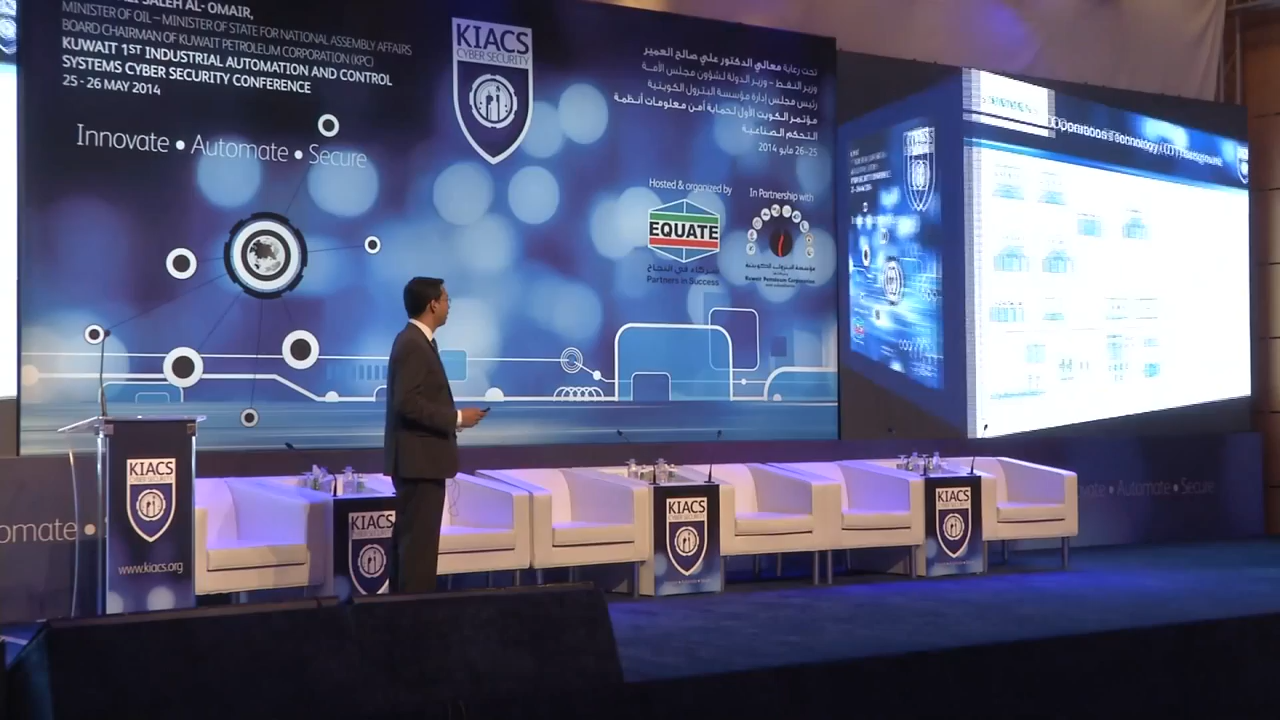 SALEH AL- OMAIR,
MINISTER OF OIL – MINISTER OF STATE FOR NATIONAL ASSEMBLY AFFAIRS
BOARD CHAIRMAN OF KUWAIT PETROLEUM CORPORATION (KPC)
KUWAIT 1ST INDUSTRIAL AUTOMATION AND CONTROL
SYSTEMS CYBER SECURITY CONFERENCE
25 - 26 MAY 2014
Innovate • Automate • Secure
KIACS
CYBER SECURITY
تحت رعاية معالي الدكتور علي صالح العمير
وزير النفط – وزير الدولة لشؤون مجلس الأمة
رئيس مجلس إدارة مؤسسة البترول الكويتية
مؤتمر الكويت الأول لحماية أمن معلومات أنظمة
التحكم الصناعية
25-26 مايو 2014
Hosted & organized by
EQUATE
شركاء في النجاح
Partners in Success
In Partnership with
مؤسسة البترول الكويتية
Kuwait Petroleum Corporation
KIACS
CYBER SECURITY
www.kiacs.org
KIACS
CYBER SECURITY
KIACS
CYBER SECURITY
KIACS
CYBER SECURITY
omate •
ovate • Automate • Secure